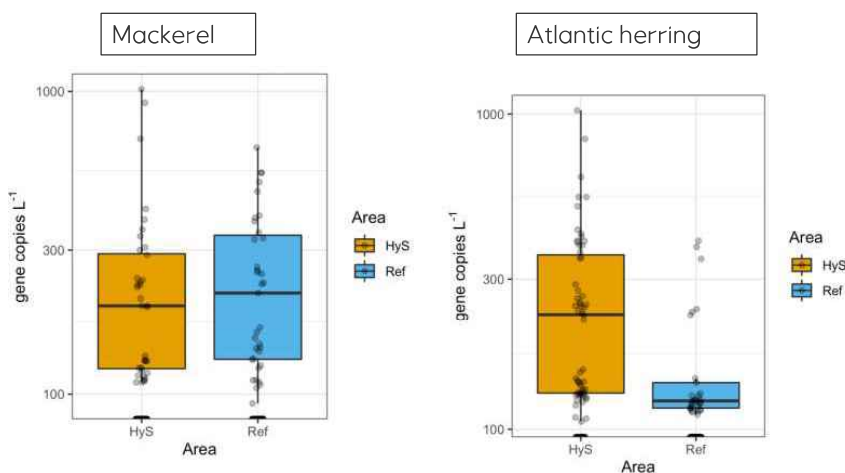 Mackerel
1000
300
100
gene copies L⁻¹
HyS
Ref
Area
Area
HyS
Ref
Atlantic herring
1000
300
100
gene copies L⁻¹
HyS
Ref
Area
Area
HyS
Ref